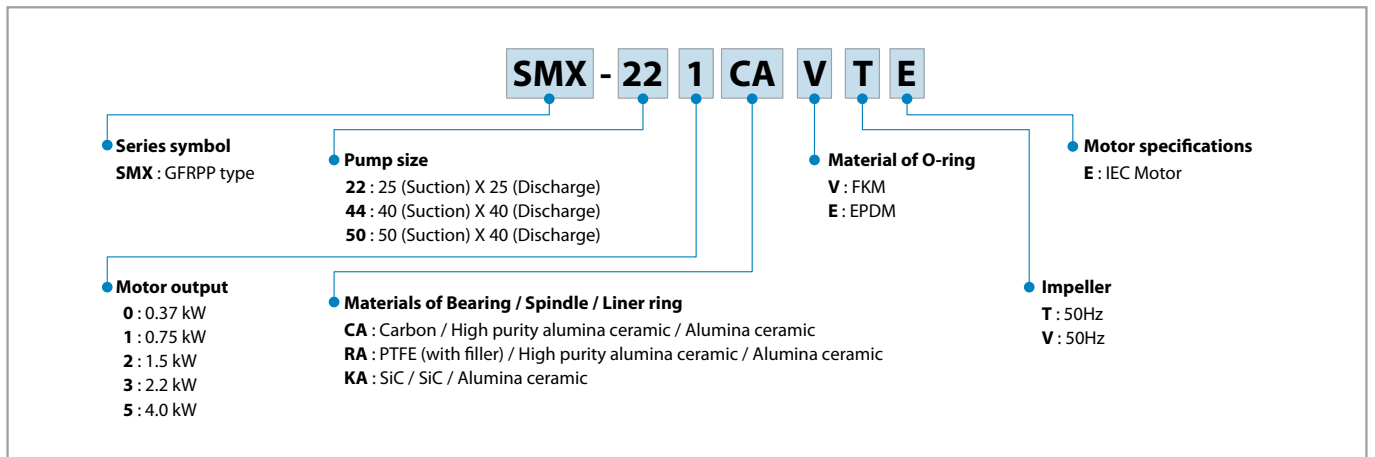 SMX - 22 1 CA V T E
Series symbol
SMX : GFRPP type
Pump size
22 : 25 (Suction) X 25 (Discharge)
44 : 40 (Suction) X 40 (Discharge)
50 : 50 (Suction) X 40 (Discharge)
Material of O-ring
V : FKM
E : EPDM
Motor specifications
E : IEC Motor
Motor output
0 : 0.37 kW
1 : 0.75 kW
2 : 1.5 kW
3 : 2.2 kW
5 : 4.0 kW
Materials of Bearing / Spindle / Liner ring
CA : Carbon / High purity alumina ceramic / Alumina ceramic
RA : PTFE (with filler) / High purity alumina ceramic / Alumina ceramic
KA : SiC / SiC / Alumina ceramic
Impeller
T : 50Hz
V : 50Hz